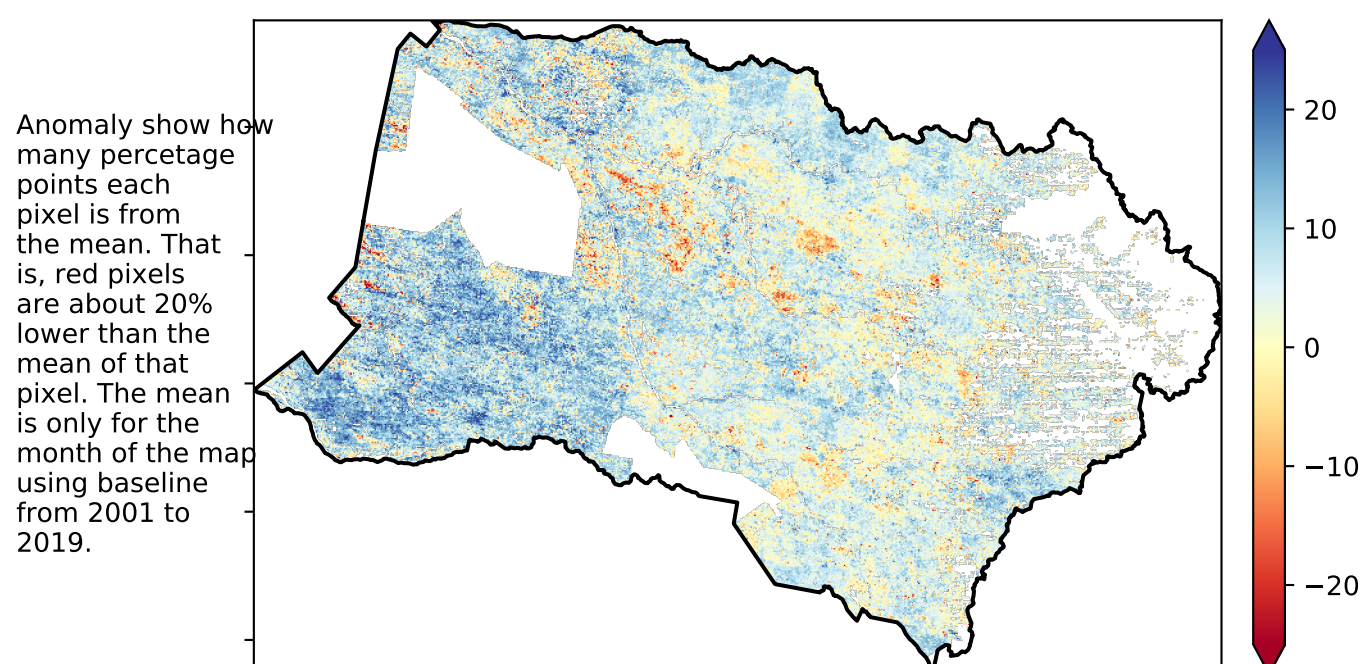 Anomaly show how
many percetage
points each
pixel is from
the mean. That
is, red pixels
are about 20%
lower than the
mean of that
pixel. The mean
is only for the
month of the map
using baseline
from 2001 to
2019.
20
10
0
−10
−20